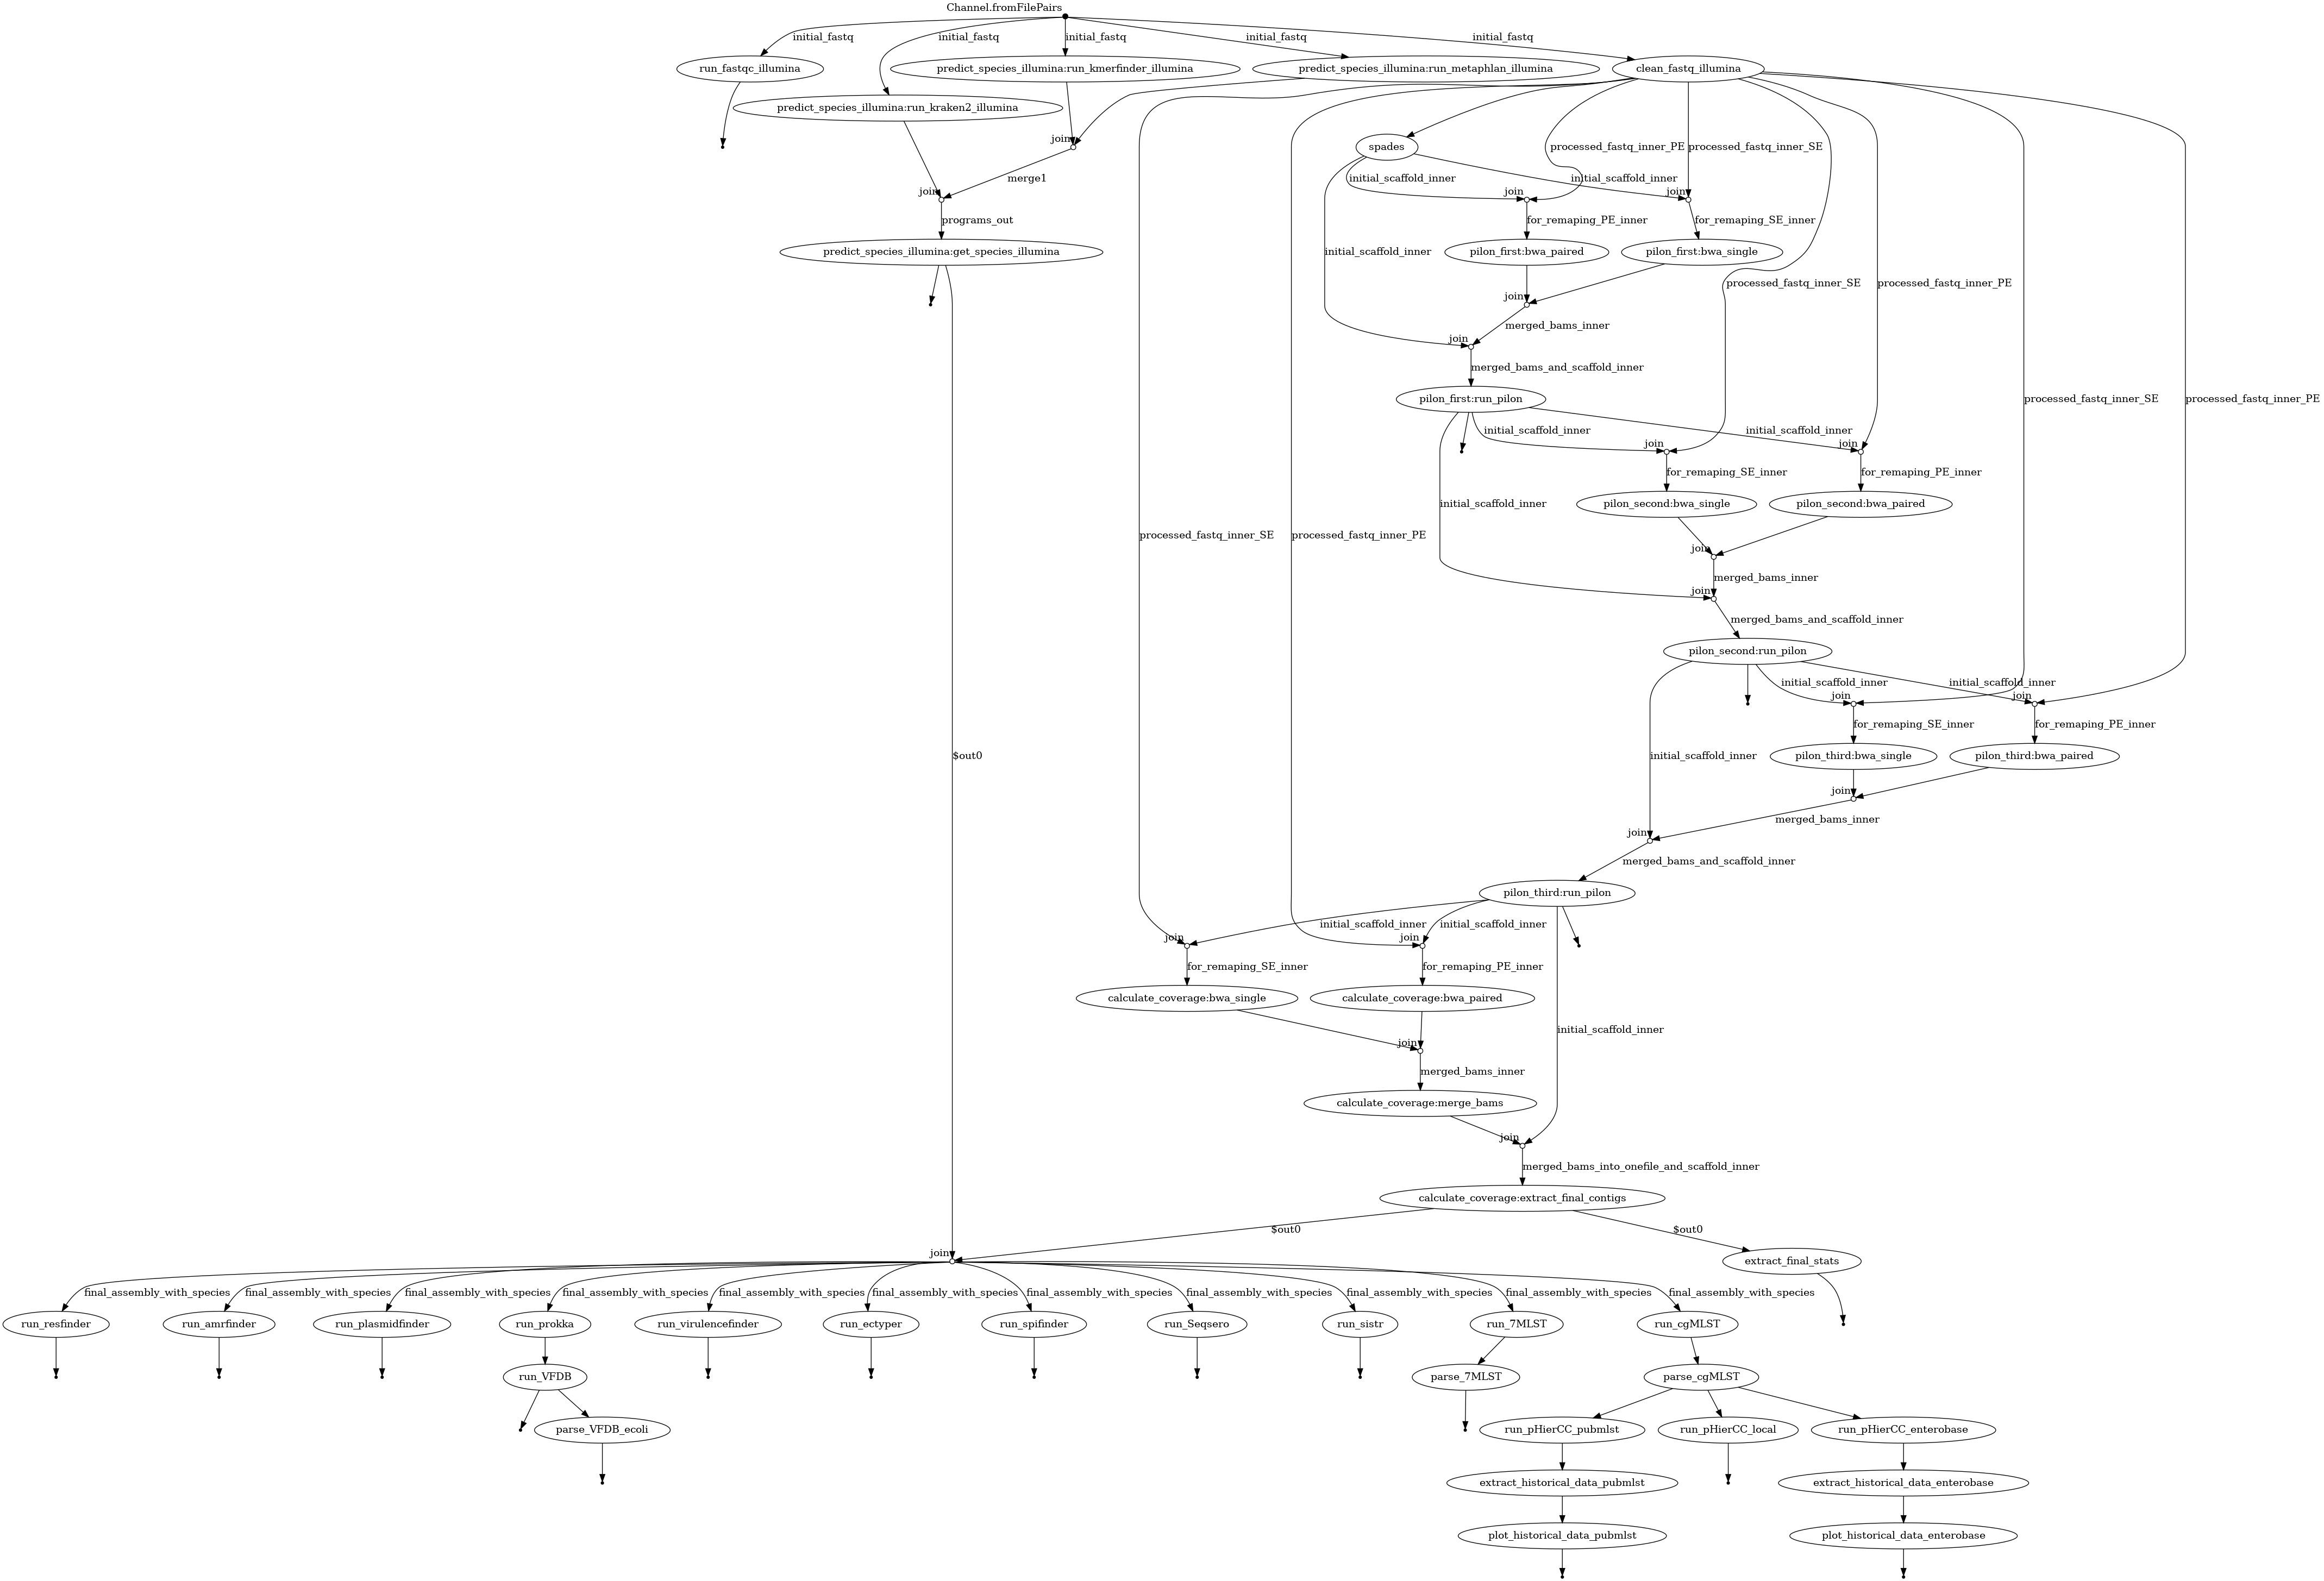 Channel.fromFilePairs
initial_fastq
initial_fastq
initial_fastq
initial_fastq
initial_fastq
run_fastqc_illumina
predict_species_illumina:run_kmerfinder_illumina
predict_species_illumina:run_metaphlan_illumina
clean_fastq_illumina
predict_species_illumina:run_kraken2_illumina
join
spades
processed_fastq_inner_PE
processed_fastq_inner_SE
merge1
initial_scaffold_inner
initial_scaffold_inner
join
join
join
programs_out
for_remaping_PE_inner
for_remaping_SE_inner
predict_species_illumina:get_species_illumina
initial_scaffold_inner
pilon_first:bwa_paired
pilon_first:bwa_single
processed_fastq_inner_SE
processed_fastq_inner_PE
join
merged_bams_inner
join
merged_bams_and_scaffold_inner
pilon_first:run_pilon
processed_fastq_inner_SE
processed_fastq_inner_PE
initial_scaffold_inner
initial_scaffold_inner
join
join
for_remaping_SE_inner
for_remaping_PE_inner
initial_scaffold_inner
pilon_second:bwa_single
pilon_second:bwa_paired
processed_fastq_inner_SE
processed_fastq_inner_PE
join
merged_bams_inner
join
merged_bams_and_scaffold_inner
pilon_second:run_pilon
initial_scaffold_inner
initial_scaffold_inner
join
join
for_remaping_SE_inner
for_remaping_PE_inner
$out0
initial_scaffold_inner
pilon_third:bwa_single
pilon_third:bwa_paired
join
merged_bams_inner
join
merged_bams_and_scaffold_inner
pilon_third:run_pilon
initial_scaffold_inner
initial_scaffold_inner
join
join
for_remaping_SE_inner
for_remaping_PE_inner
calculate_coverage:bwa_single
calculate_coverage:bwa_paired
initial_scaffold_inner
join
merged_bams_inner
calculate_coverage:merge_bams
join
merged_bams_into_onefile_and_scaffold_inner
calculate_coverage:extract_final_contigs
$out0
$out0
join
extract_final_stats
final_assembly_with_species
final_assembly_with_species
final_assembly_with_species
final_assembly_with_species
final_assembly_with_species
final_assembly_with_species
final_assembly_with_species
final_assembly_with_species
final_assembly_with_species
final_assembly_with_species
final_assembly_with_species
run_resfinder
run_amrfinder
run_plasmidfinder
run_prokka
run_virulencefinder
run_ectyper
run_spifinder
run_Seqsero
run_sistr
run_7MLST
run_cgMLST
run_VFDB
parse_7MLST
parse_cgMLST
parse_VFDB_ecoli
run_pHierCC_pubmlst
run_pHierCC_local
run_pHierCC_enterobase
extract_historical_data_pubmlst
extract_historical_data_enterobase
plot_historical_data_pubmlst
plot_historical_data_enterobase